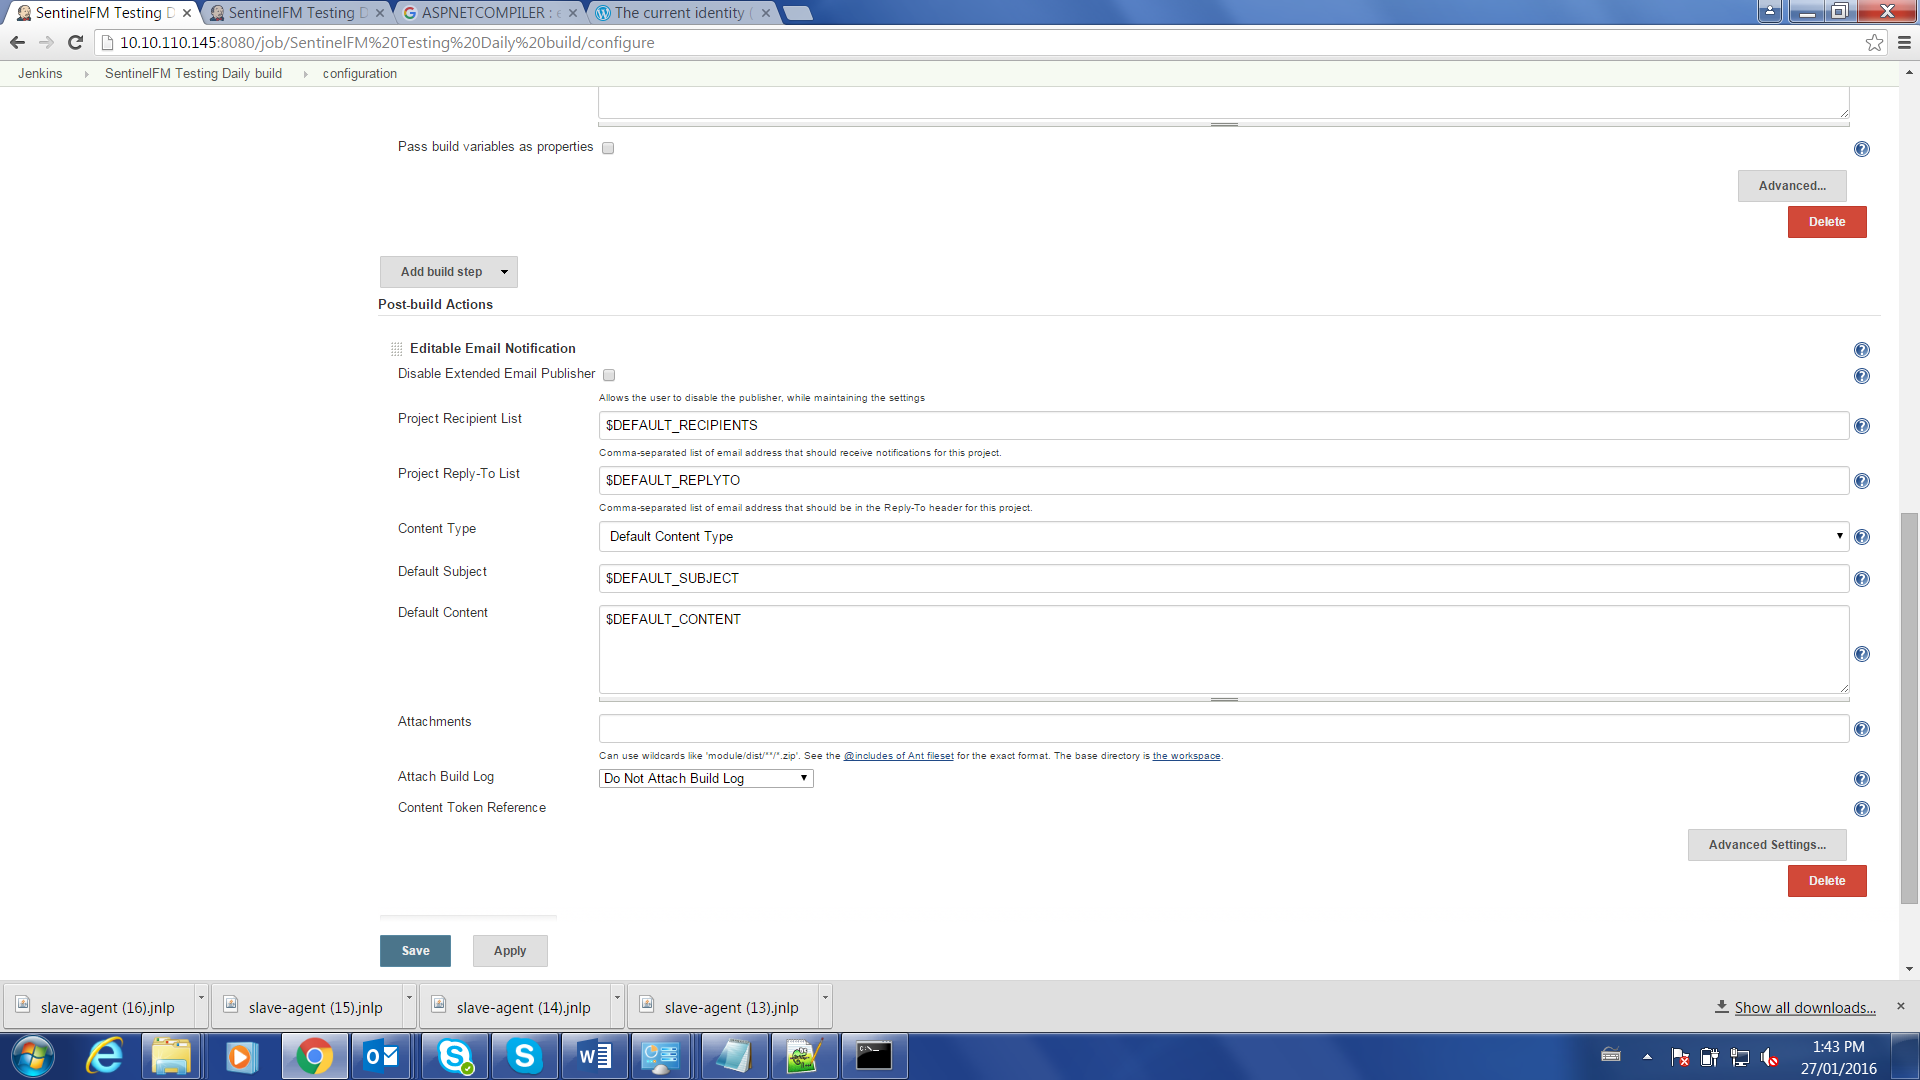 SentinelFM Testing D
SentinelFM Testing D
ASPNETCOMPILER : e
The current identity (
10.10.110.145:8080/job/SentinelFM%20Testing%20Daily%20build/configure
Jenkins
SentinelFM Testing Daily build
configuration
Pass build variables as properties
Advanced...
Delete
Add build step
Post-build Actions
Editable Email Notification
Disable Extended Email Publisher
Allows the user to disable the publisher, while maintaining the settings
Project Recipient List
$DEFAULT_RECIPIENTS
Comma-separated list of email address that should receive notifications for this project.
Project Reply-To List
$DEFAULT_REPLYTO
Comma-separated list of email address that should be in the Reply-To header for this project.
Content Type
Default Content Type
Default Subject
$DEFAULT_SUBJECT
Default Content
$DEFAULT_CONTENT
Attachments
Can use wildcards like 'module/dist/**/*.zip'. See the @includes of Ant fileset for the exact format. The base directory is the workspace.
Attach Build Log
Do Not Attach Build Log
Content Token Reference
Advanced Settings...
Delete
Save
Apply
slave-agent (16).jnlp
slave-agent (15).jnlp
slave-agent (14).jnlp
slave-agent (13).jnlp
Show all downloads...
1:43 PM
27/01/2016